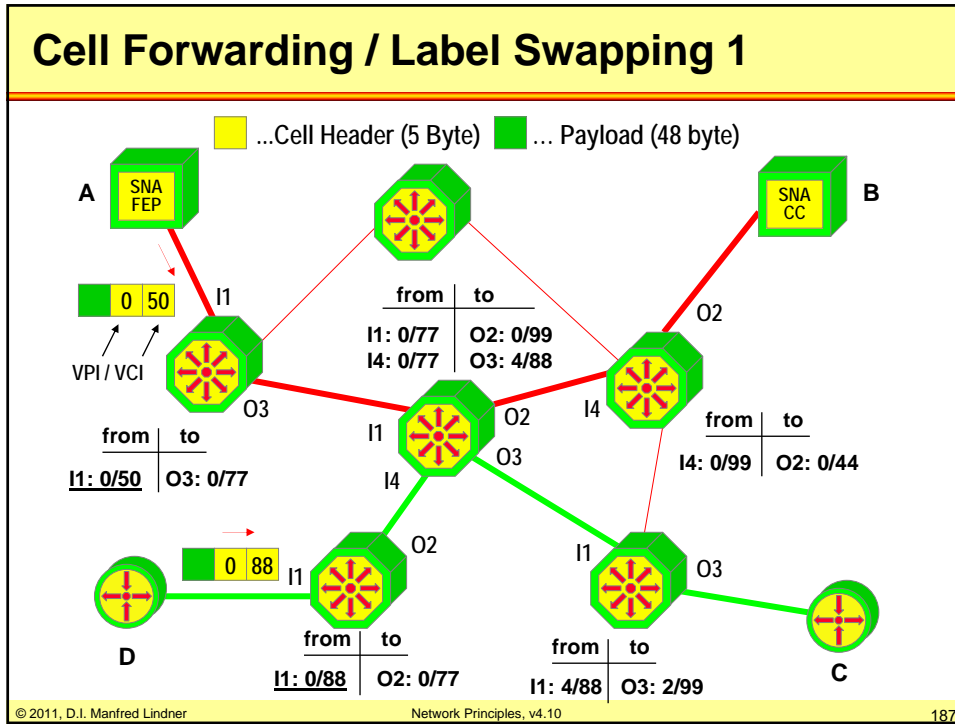 Cell Forwarding / Label Swapping 1
...Cell Header (5 Byte) ... Payload (48 byte)
A
SNA
FEP
SNA
CC
B
0 50
I1
VPI / VCI
O3
from to
I1: 0/77 O2: 0/99
I4: 0/77 O3: 4/88
O2
I4
I1
O2
O3
I4
from to
I1: 0/50 O3: 0/77
from to
I4: 0/99 O2: 0/44
0 88
I1
O2
I1
O3
D
from to
I1: 0/88 O2: 0/77
from to
I1: 4/88 O3: 2/99
C
© 2011, D.I. Manfred Lindner
Network Principles, v4.10
187